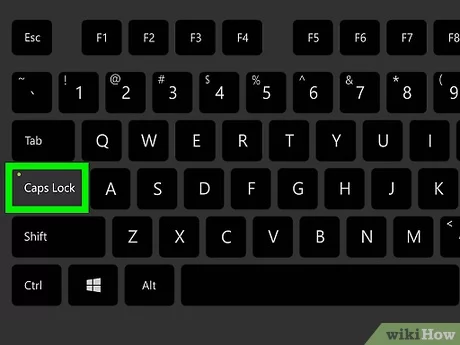 Esc F1 F2 F3 F4 F5 F6 F7 F8
~ ` ! 1 @ 2 # 3 $ 4 % 5 ^ 6 & 7 * 8 ( 9
Tab Q W E R T Y U I
Caps Lock A S D F G H J K
Shift Z X C V B N M
Ctrl Alt
wikiHow